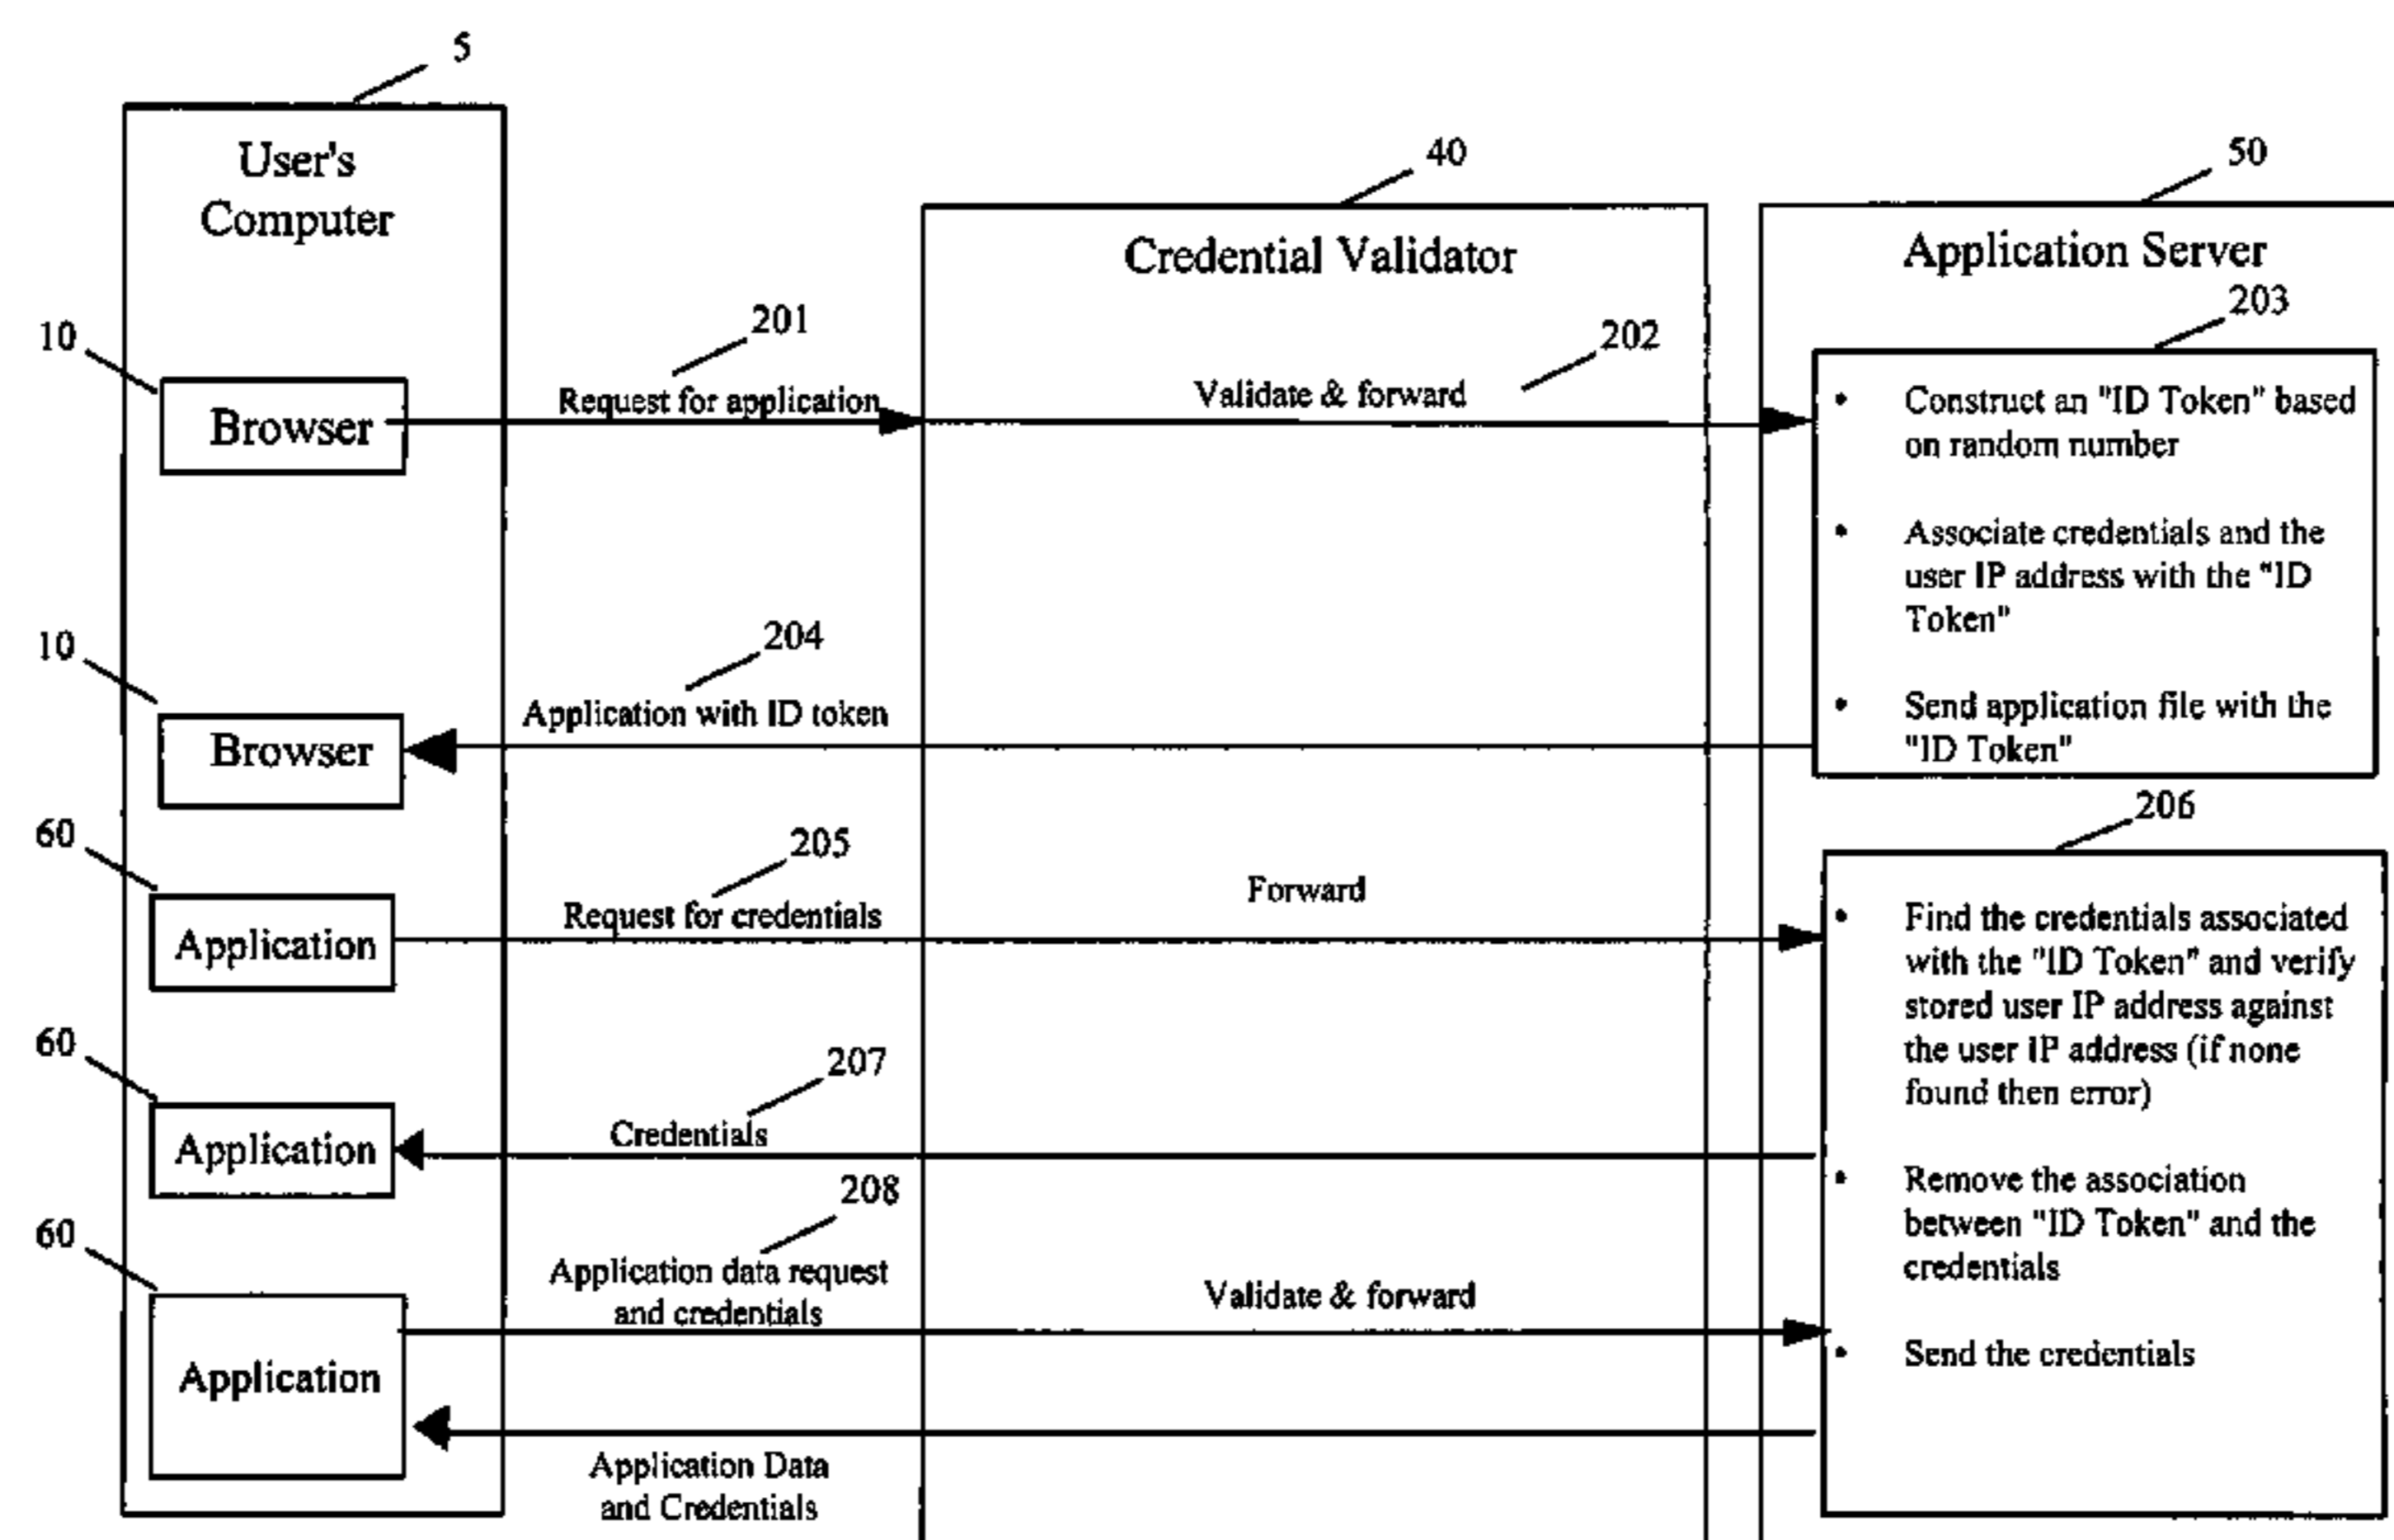 5
User's
Computer
40
50
Credential Validator
Application Server
203
10
201
202
Browser
Request for application
Validate & forward
• Construct an "ID Token" based
on random number
• Associate credentials and the
user IP address with the "ID
Token"
10
204
Browser
Application with ID token
• Send application file with the
"ID Token"
206
60
205
Application
Request for credentials
Forward
• Find the credentials associated
with the "ID Token" and verify
stored user IP address against
the user IP address (if none
found then error)
60
207
Application
Credentials
• Remove the association
between "ID Token" and the
credentials
60
208
Application data request
and credentials
Validate & forward
• Send the credentials
Application
Application Data
and Credentials